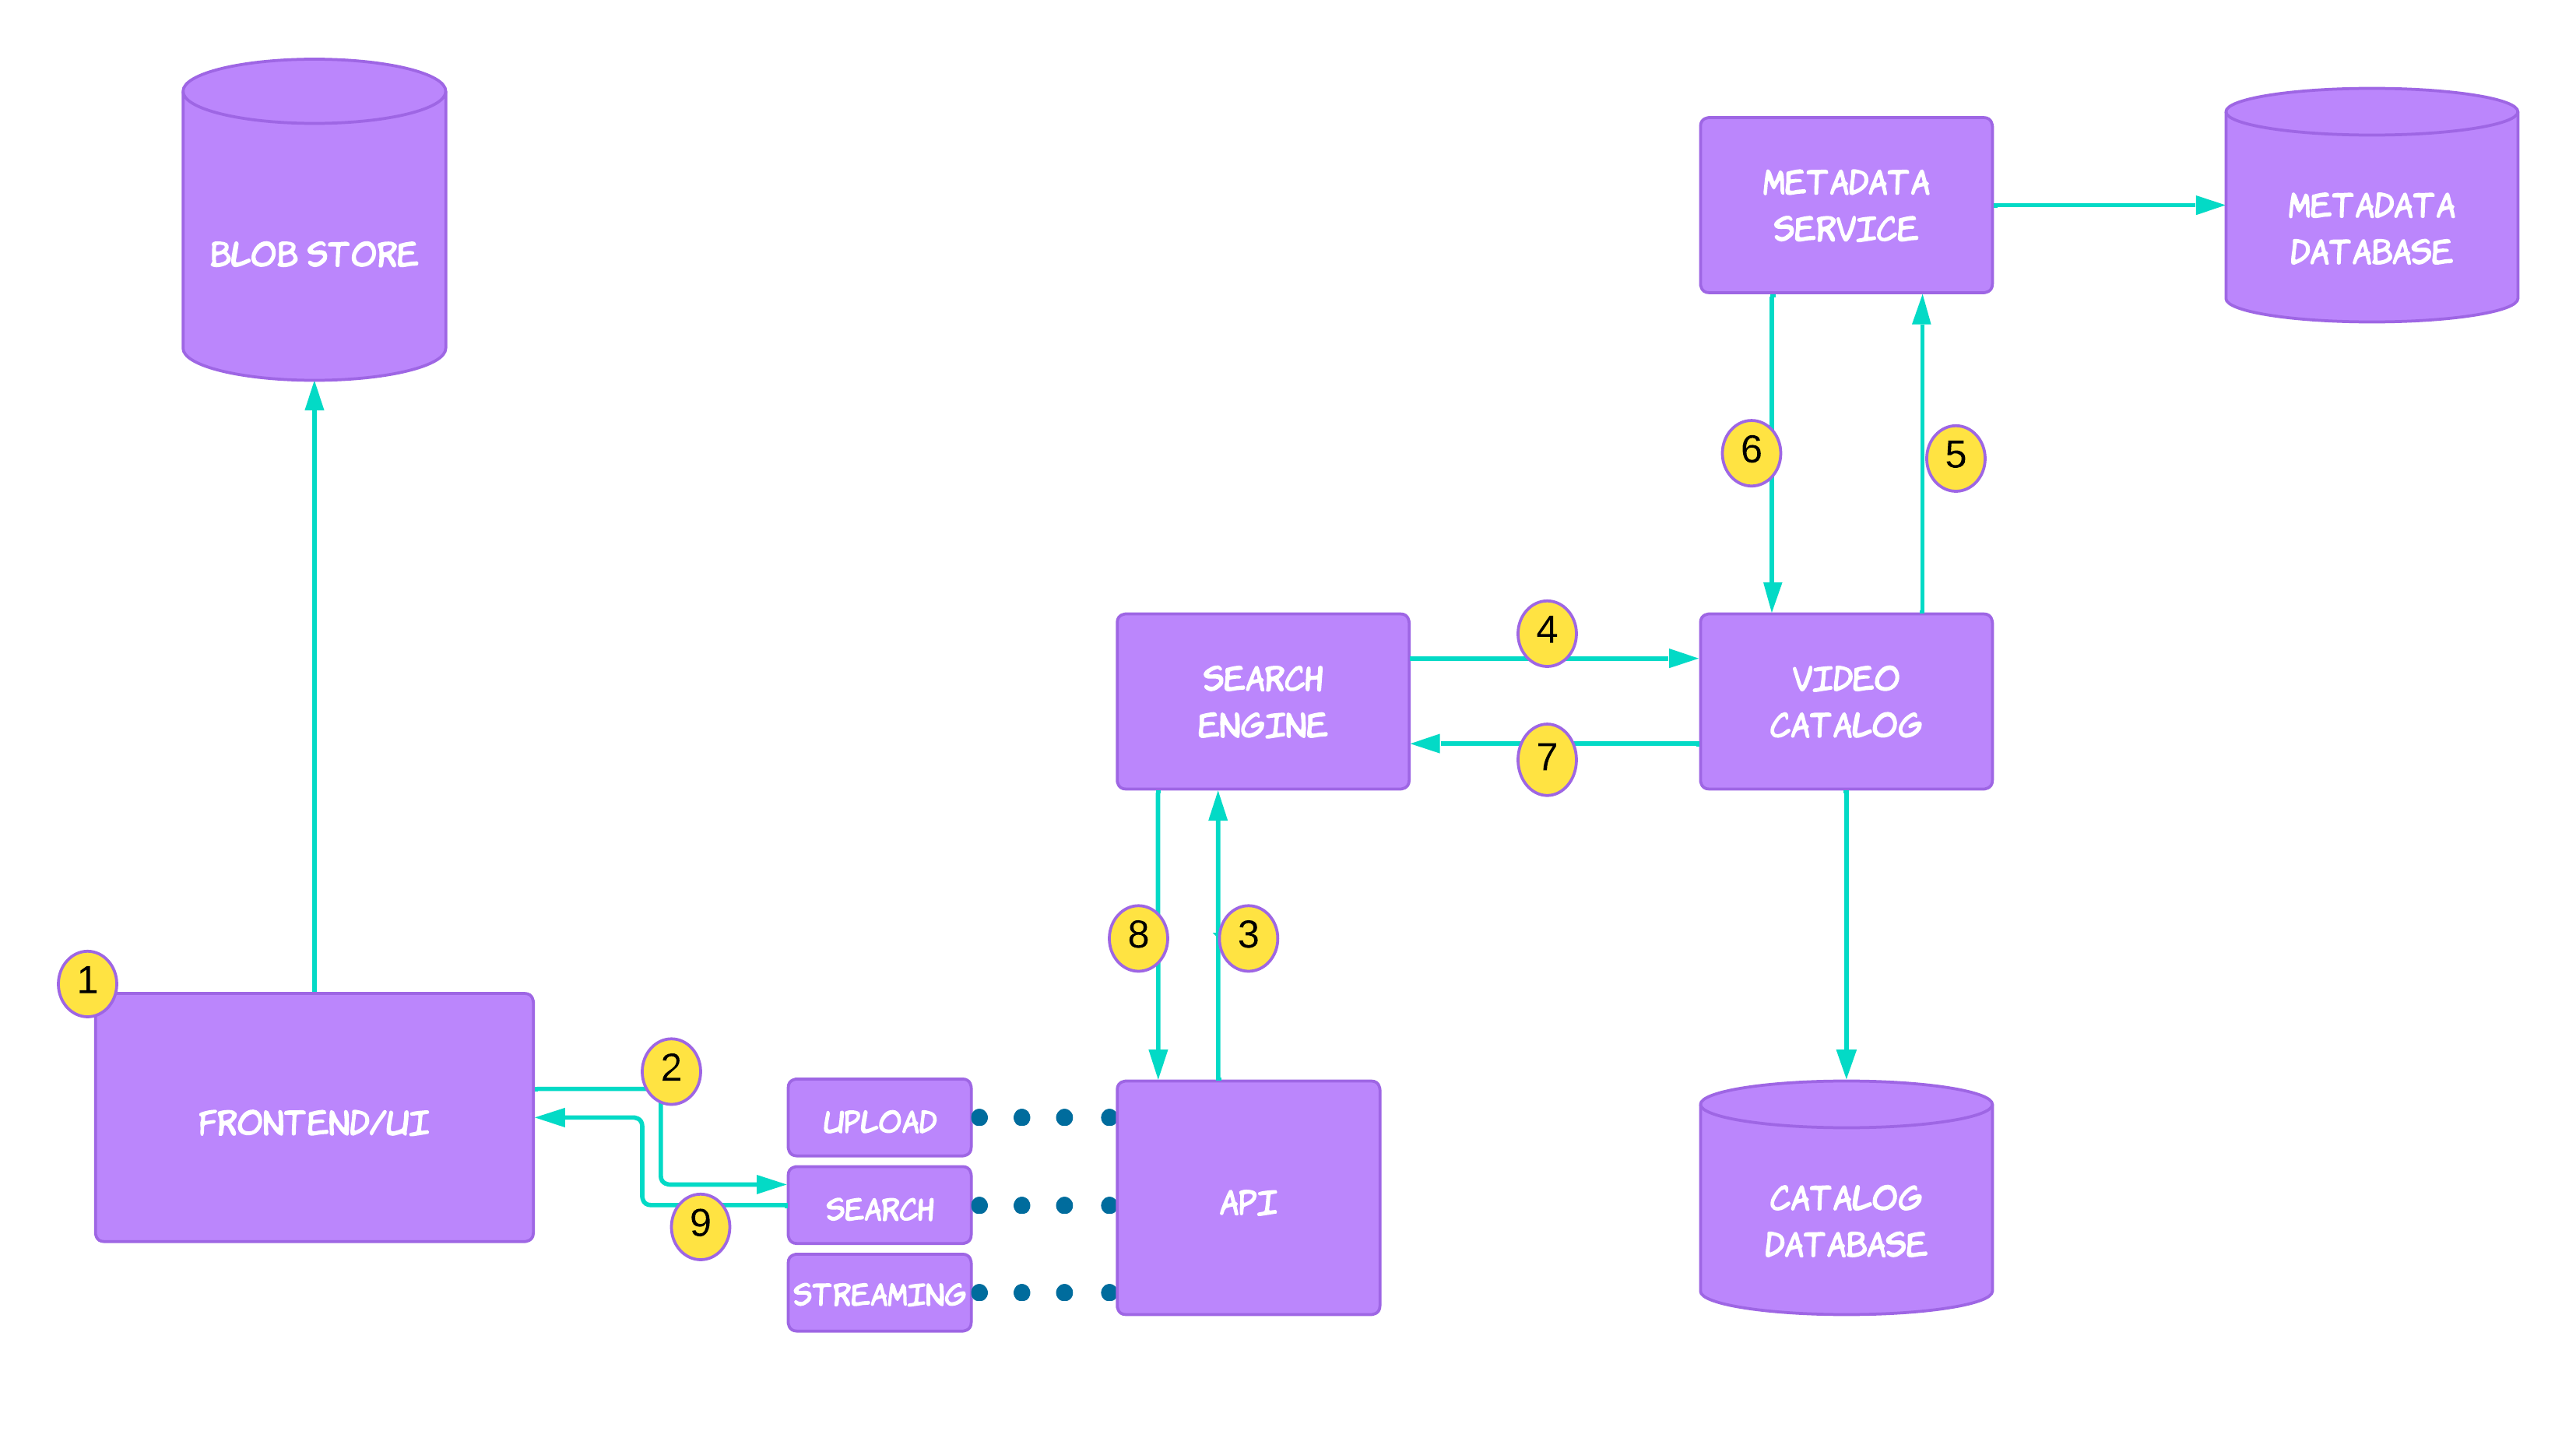 BLOB STORE
METADATA
SERVICE
METADATA
DATABASE
6
5
4
SEARCH
ENGINE
VIDEO
CATALOG
7
8
3
1
2
FRONTEND/UI
UPLOAD
SEARCH
STREAMING
9
API
CATALOG
DATABASE